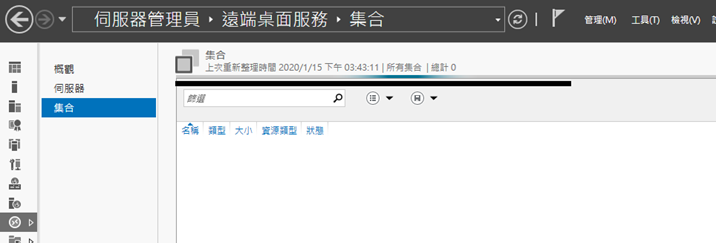 伺服器管理員 ▸ 遠端桌面服務 ▸ 集合
管理(M) 工具(T) 檢視(V)
概觀
伺服器
集合
集合
上次重新整理時間 2020/1/15 下午 03:43:11 | 所有集合 | 總計 0
篩選
名稱 類型 大小 資源類型 狀態